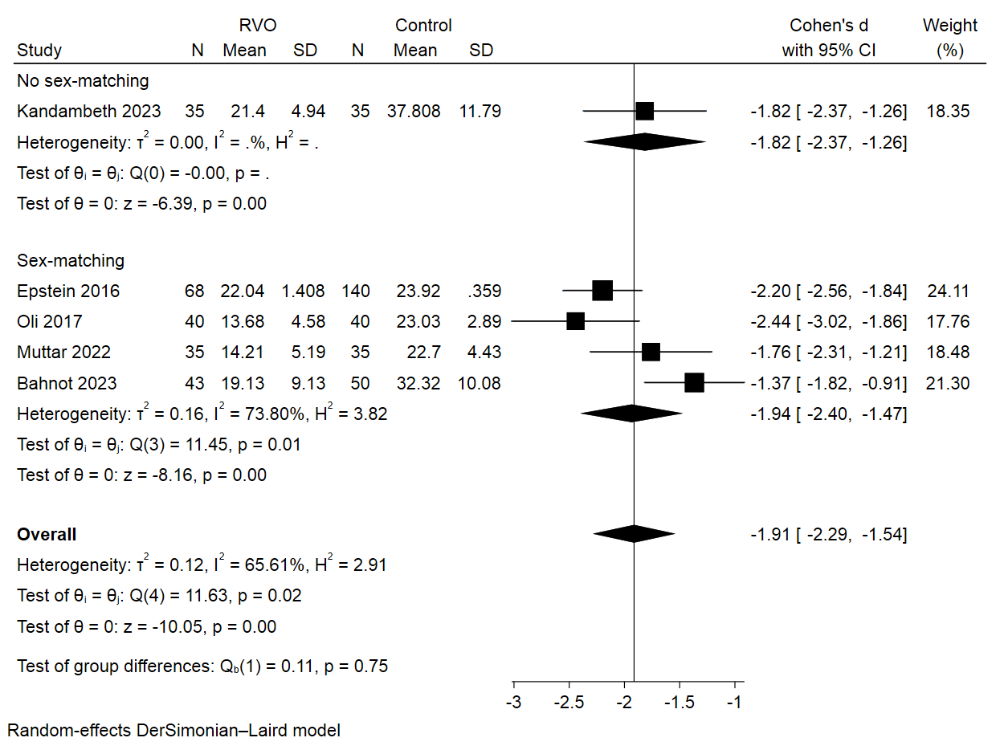 RVO Control Cohen's d Weight
Study N Mean SD N Mean SD with 95% CI (%)
No sex-matching
Kandambeth 2023 35 21.4 4.94 35 37.808 11.79 -1.82 [ -2.37, -1.26] 18.35
Heterogeneity: τ² = 0.00, I² = .%, H² = . -1.82 [ -2.37, -1.26]
Test of θᵢ = θⱼ: Q(0) = -0.00, p = .
Test of θ = 0: z = -6.39, p = 0.00
Sex-matching
Epstein 2016 68 22.04 1.408 140 23.92 .359 -2.20 [ -2.56, -1.84] 24.11
Oli 2017 40 13.68 4.58 40 23.03 2.89 -2.44 [ -3.02, -1.86] 17.76
Muttar 2022 35 14.21 5.19 35 22.7 4.43 -1.76 [ -2.31, -1.21] 18.48
Bahnot 2023 43 19.13 9.13 50 32.32 10.08 -1.37 [ -1.82, -0.91] 21.30
Heterogeneity: τ² = 0.16, I² = 73.80%, H² = 3.82 -1.94 [ -2.40, -1.47]
Test of θᵢ = θⱼ: Q(3) = 11.45, p = 0.01
Test of θ = 0: z = -8.16, p = 0.00
Overall -1.91 [ -2.29, -1.54]
Heterogeneity: τ² = 0.12, I² = 65.61%, H² = 2.91
Test of θᵢ = θⱼ: Q(4) = 11.63, p = 0.02
Test of θ = 0: z = -10.05, p = 0.00
Test of group differences: Q_b(1) = 0.11, p = 0.75
-3 -2.5 -2 -1.5 -1
Random-effects DerSimonian–Laird model